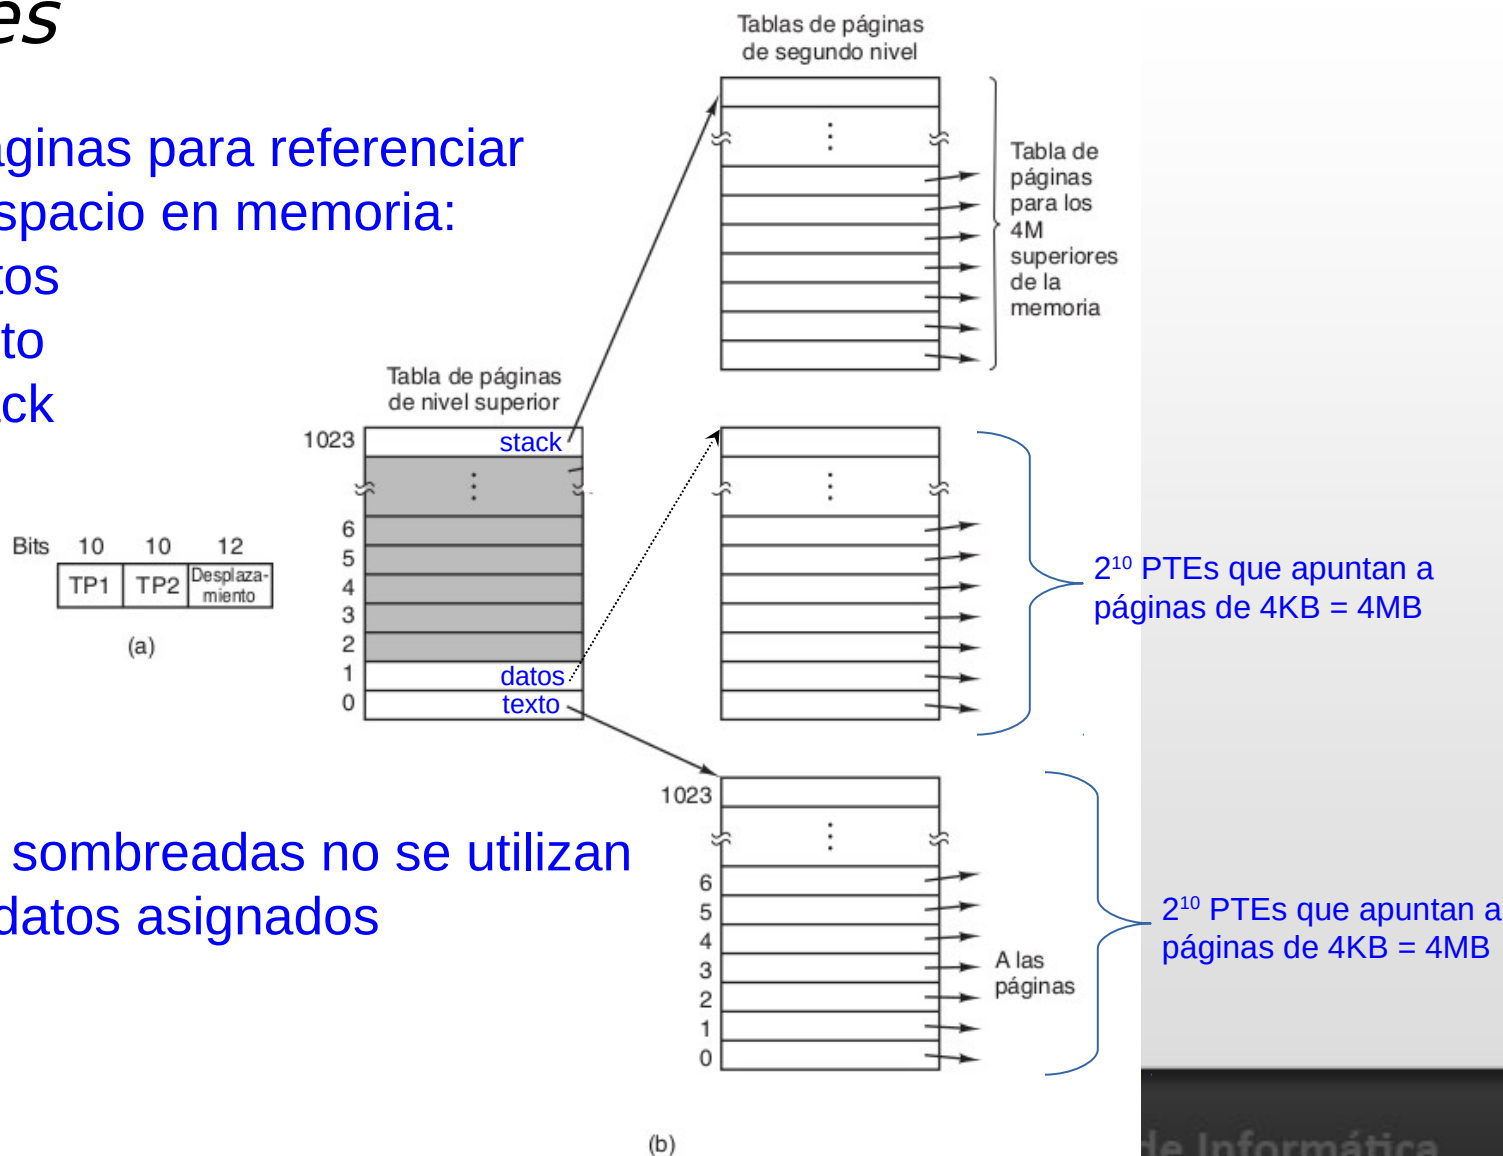 es
áginas para referenciar
spacio en memoria:
tos
to
ck
Tablas de páginas
de segundo nivel
Tabla de
páginas
para los
4M
superiores
de la
memoria
Tabla de páginas
de nivel superior
1023
stack
6
5
4
3
2
1
datos
0
texto
Bits 10 10 12
TP1 TP2 Desplaza-
miento
(a)
2¹⁰ PTEs que apuntan a
páginas de 4KB = 4MB
1023
6
5
4
3
2
1
0
A las
páginas
2¹⁰ PTEs que apuntan a
páginas de 4KB = 4MB
sombreadas no se utilizan
datos asignados
(b)
de Informática